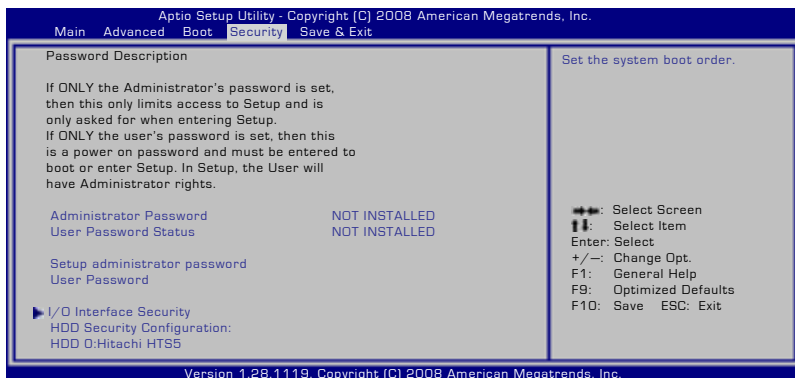 Aptio Setup Utility - Copyright (C) 2008 American Megatrends, Inc.
Main Advanced Boot Security Save & Exit
Password Description
If ONLY the Administrator's password is set,
then this only limits access to Setup and is
only asked for when entering Setup.
If ONLY the user's password is set, then this
is a power on password and must be entered to
boot or enter Setup. In Setup, the User will
have Administrator rights.
Administrator Password NOT INSTALLED
User Password Status NOT INSTALLED
Setup administrator password
User Password
I/O Interface Security
HDD Security Configuration:
HDD 0:Hitachi HTS5
Set the system boot order.
: Select Screen
: Select Item
Enter: Select
+/—: Change Opt.
F1: General Help
F9: Optimized Defaults
F10: Save ESC: Exit
Version 1.28.1119. Copyright (C) 2008 American Megatrends, Inc.